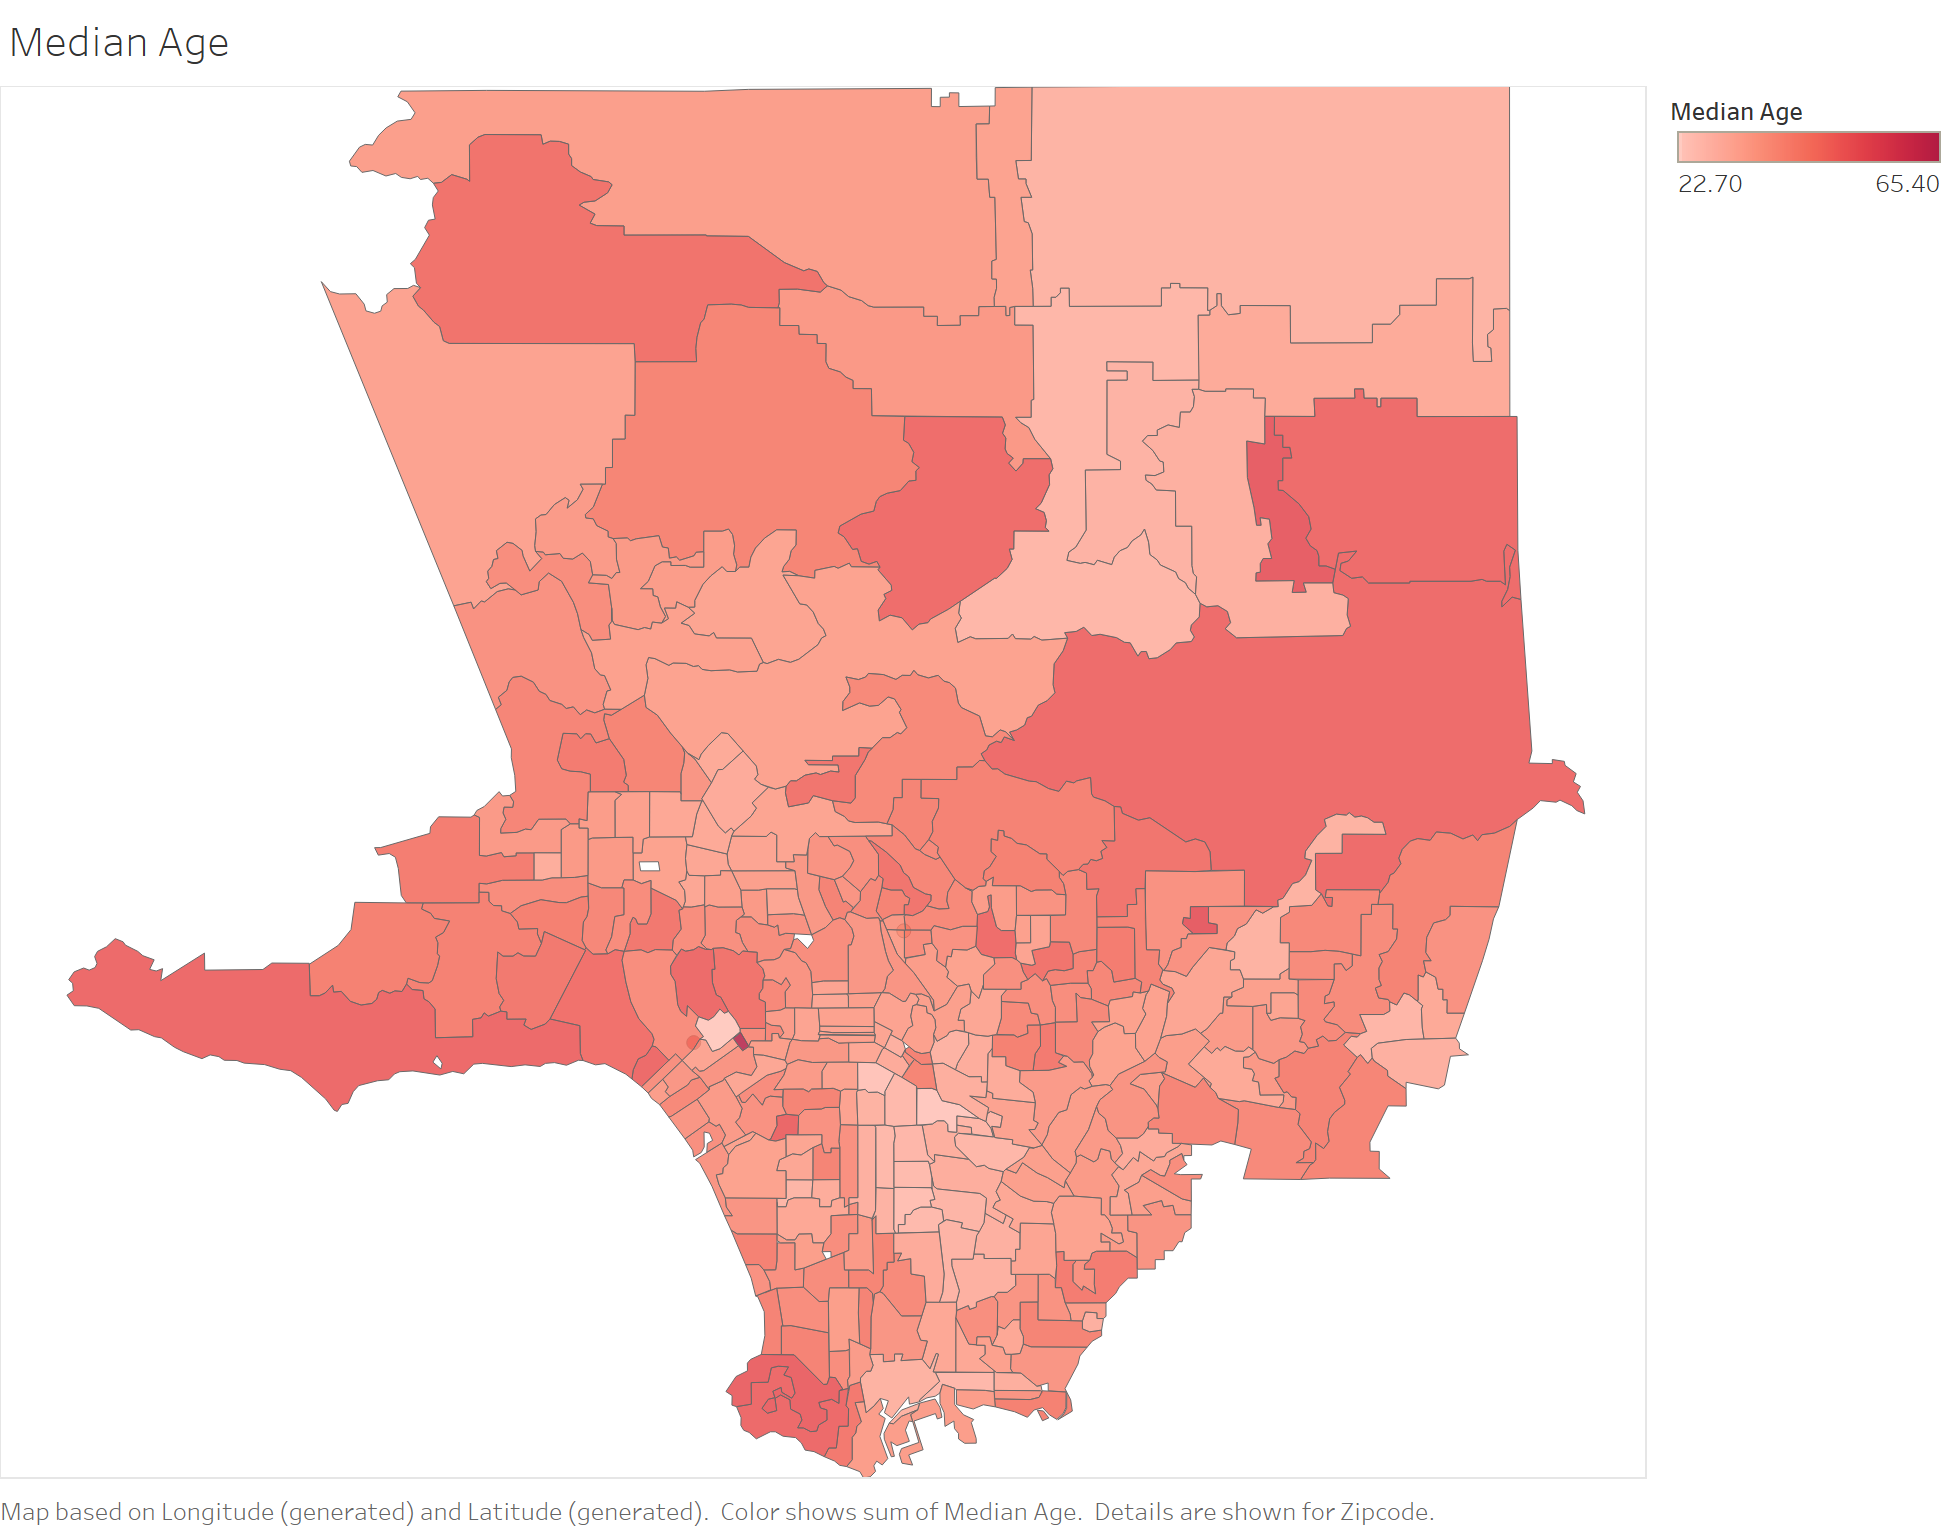 Median Age
Median Age
22.70 65.40
Map based on Longitude (generated) and Latitude (generated).  Color shows sum of Median Age.  Details are shown for Zipcode.